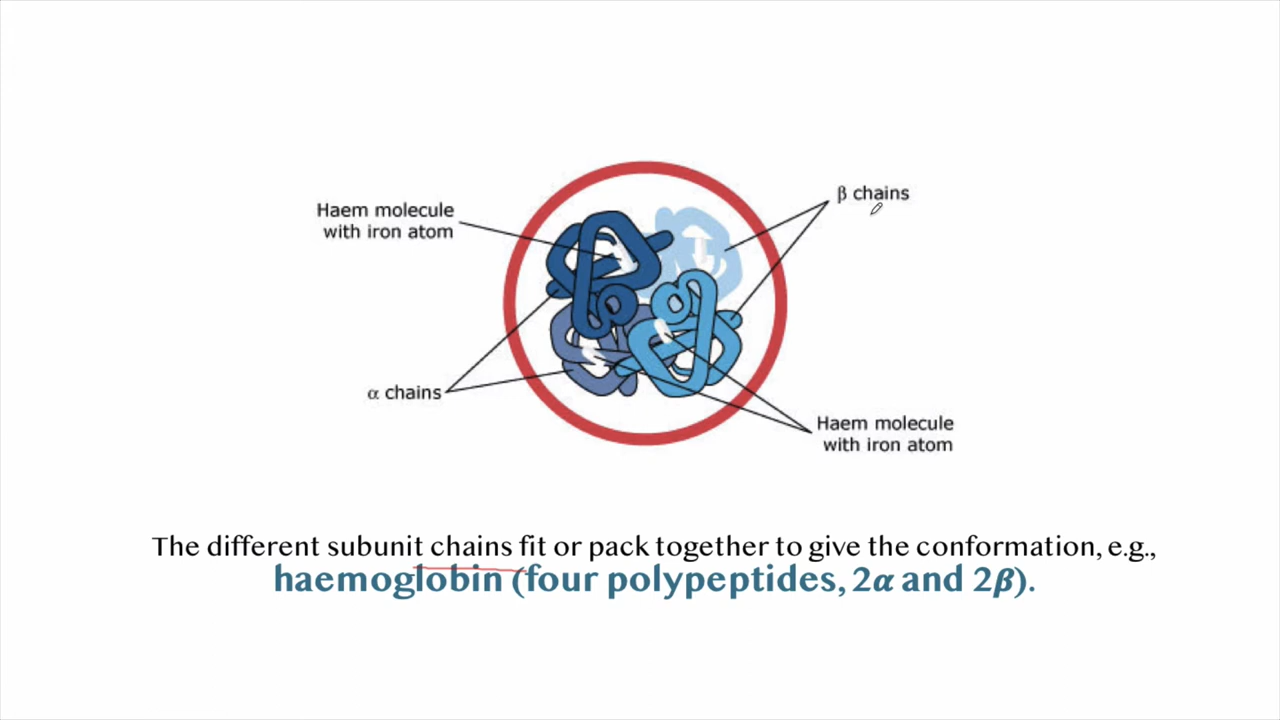 Haem molecule
with iron atom
β chains
α chains
Haem molecule
with iron atom
The different subunit chains fit or pack together to give the conformation, e.g.,
haemoglobin (four polypeptides, 2α and 2β).